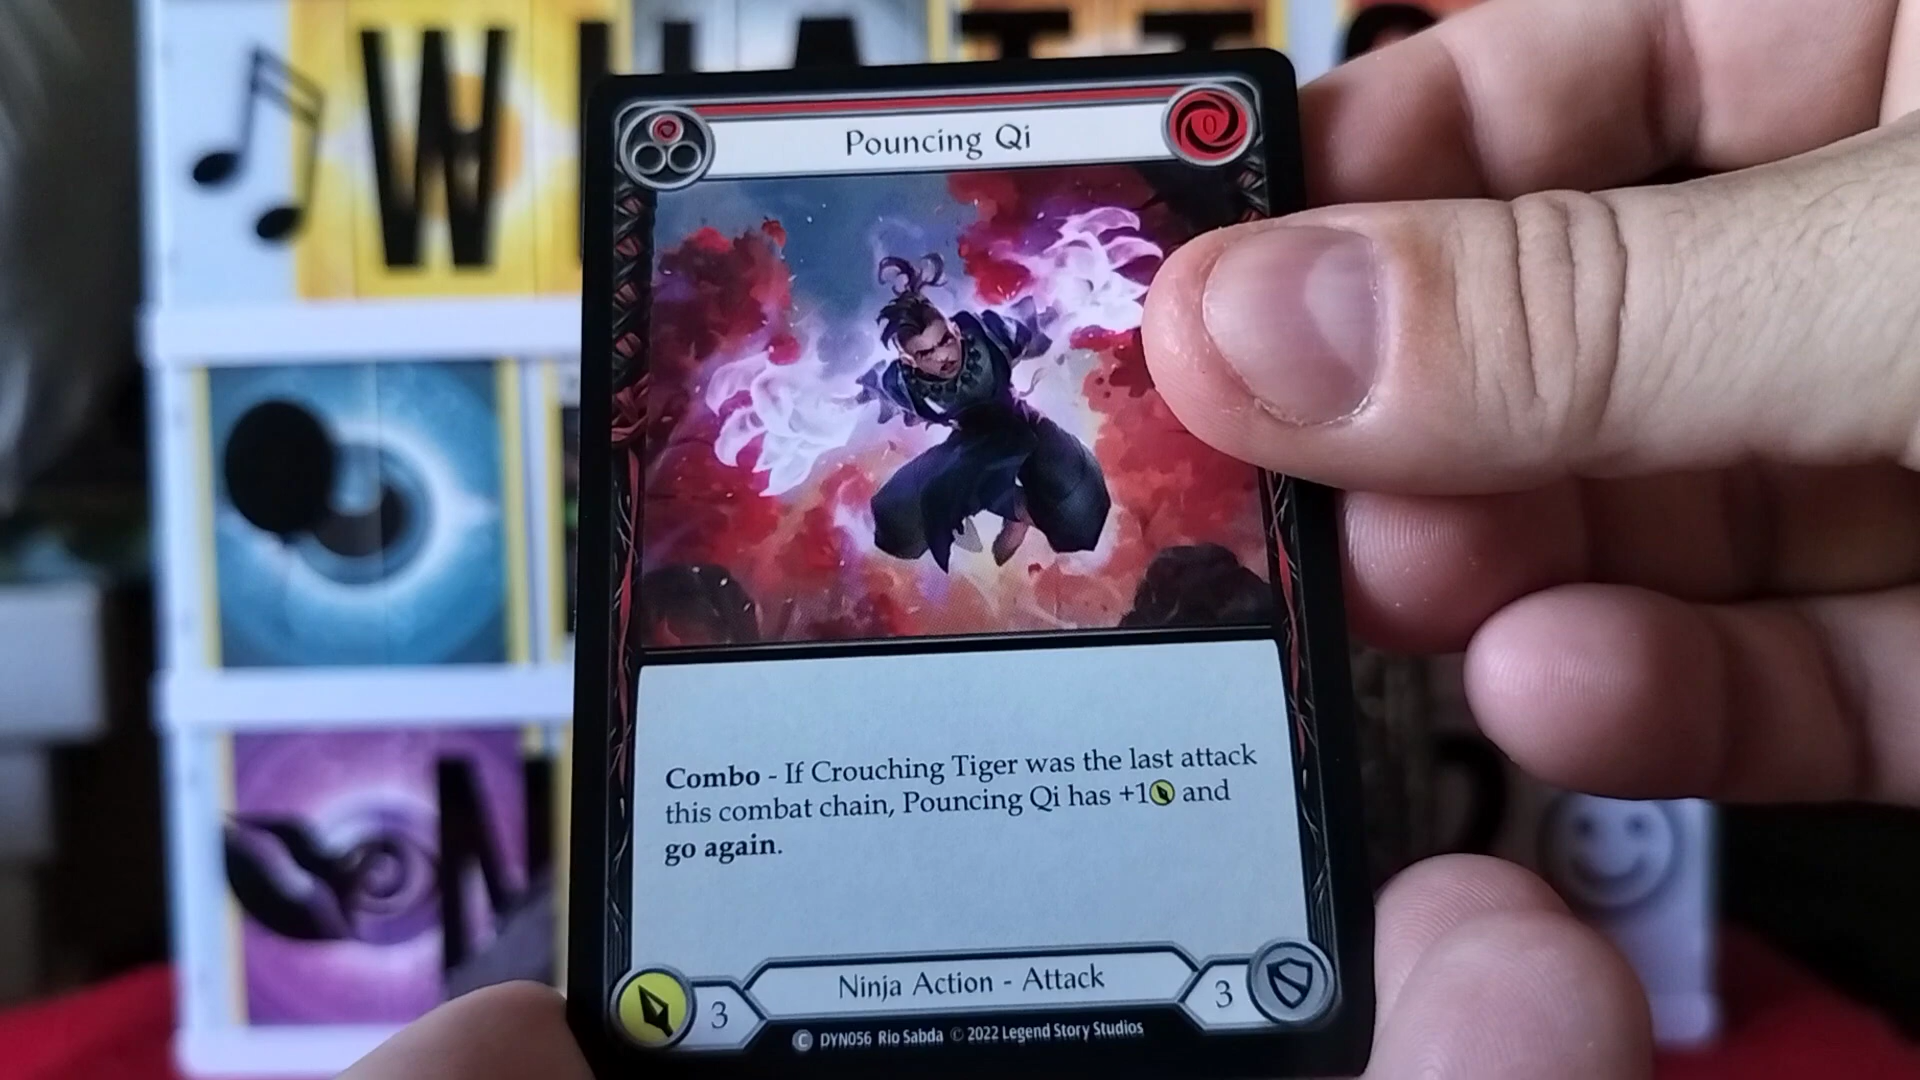 WHAT
Pouncing Qi
0
Combo - If Crouching Tiger was the last attack
this combat chain, Pouncing Qi has +1 and
go again.
3
Ninja Action - Attack
3
C DYN056 Rio Sabda © 2022 Legend Story Studios